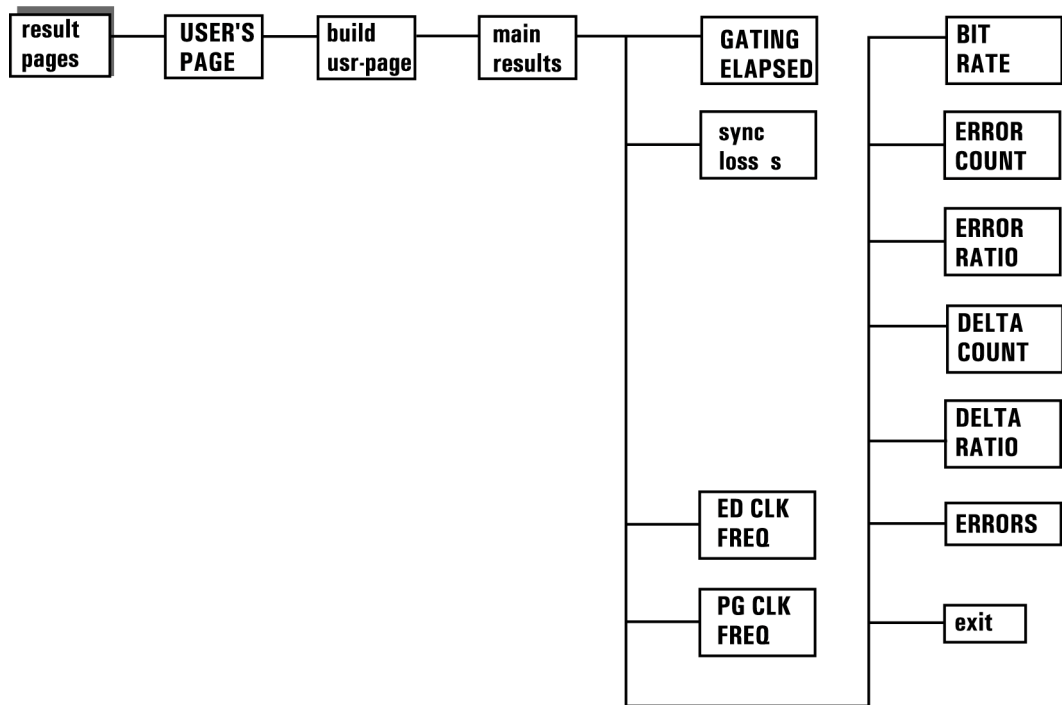 result
pages
USER'S
PAGE
build
usr-page
main
results
GATING
ELAPSED
sync
loss s
ED CLK
FREQ
PG CLK
FREQ
BIT
RATE
ERROR
COUNT
ERROR
RATIO
DELTA
COUNT
DELTA
RATIO
ERRORS
exit